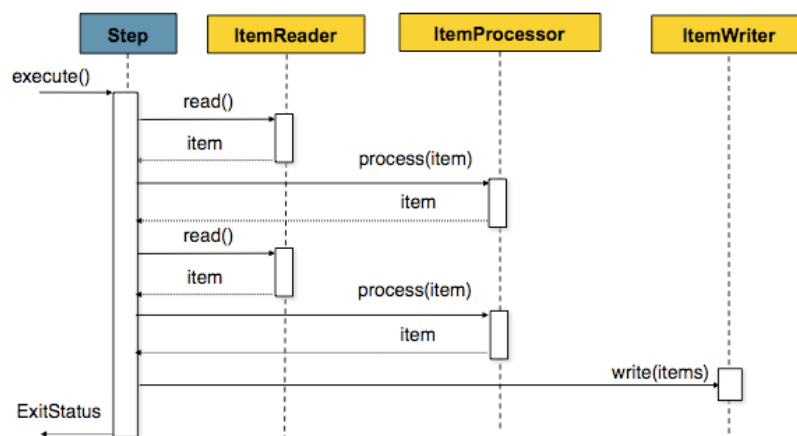 Step
ItemReader
ItemProcessor
ItemWriter
execute()
read()
item
process(item)
item
read()
item
process(item)
item
write(items)
ExitStatus